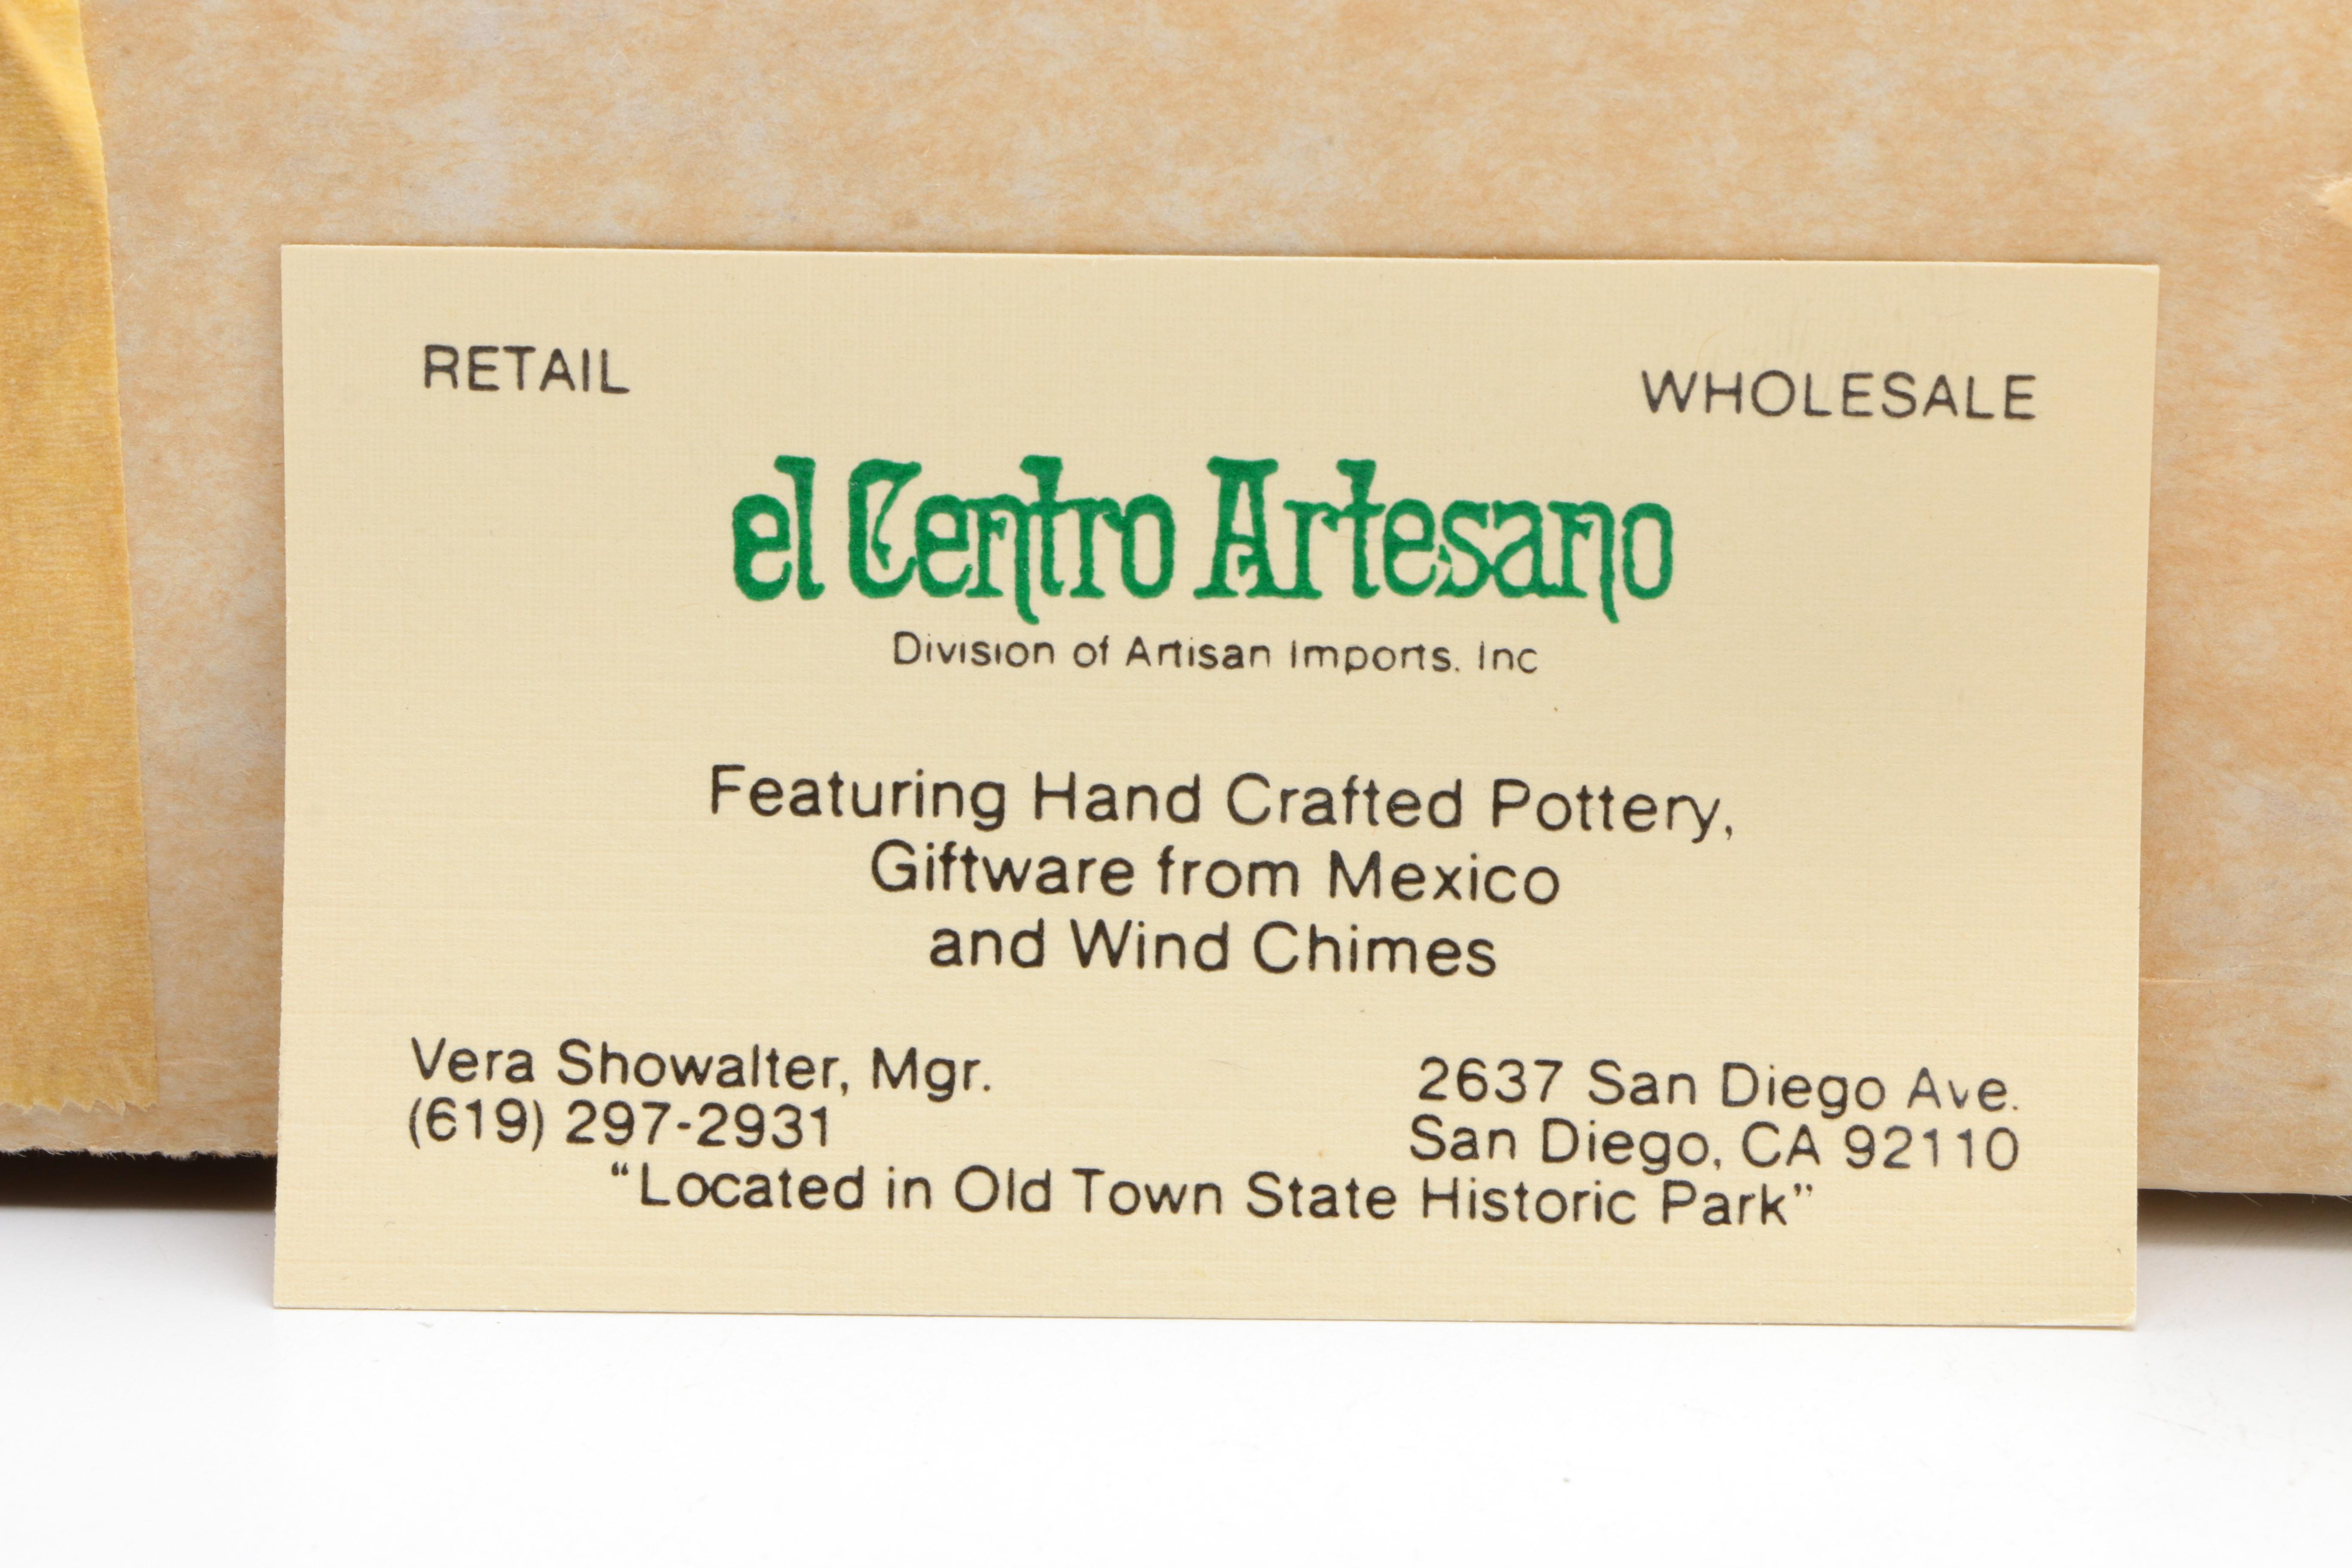 RETAIL
WHOLESALE
el Centro Artesano
Division of Artisan Imports. Inc
Featuring Hand Crafted Pottery,
Giftware from Mexico
and Wind Chimes
Vera Showalter, Mgr.
(619) 297-2931
2637 San Diego Ave.
San Diego, CA 92110
“Located in Old Town State Historic Park”